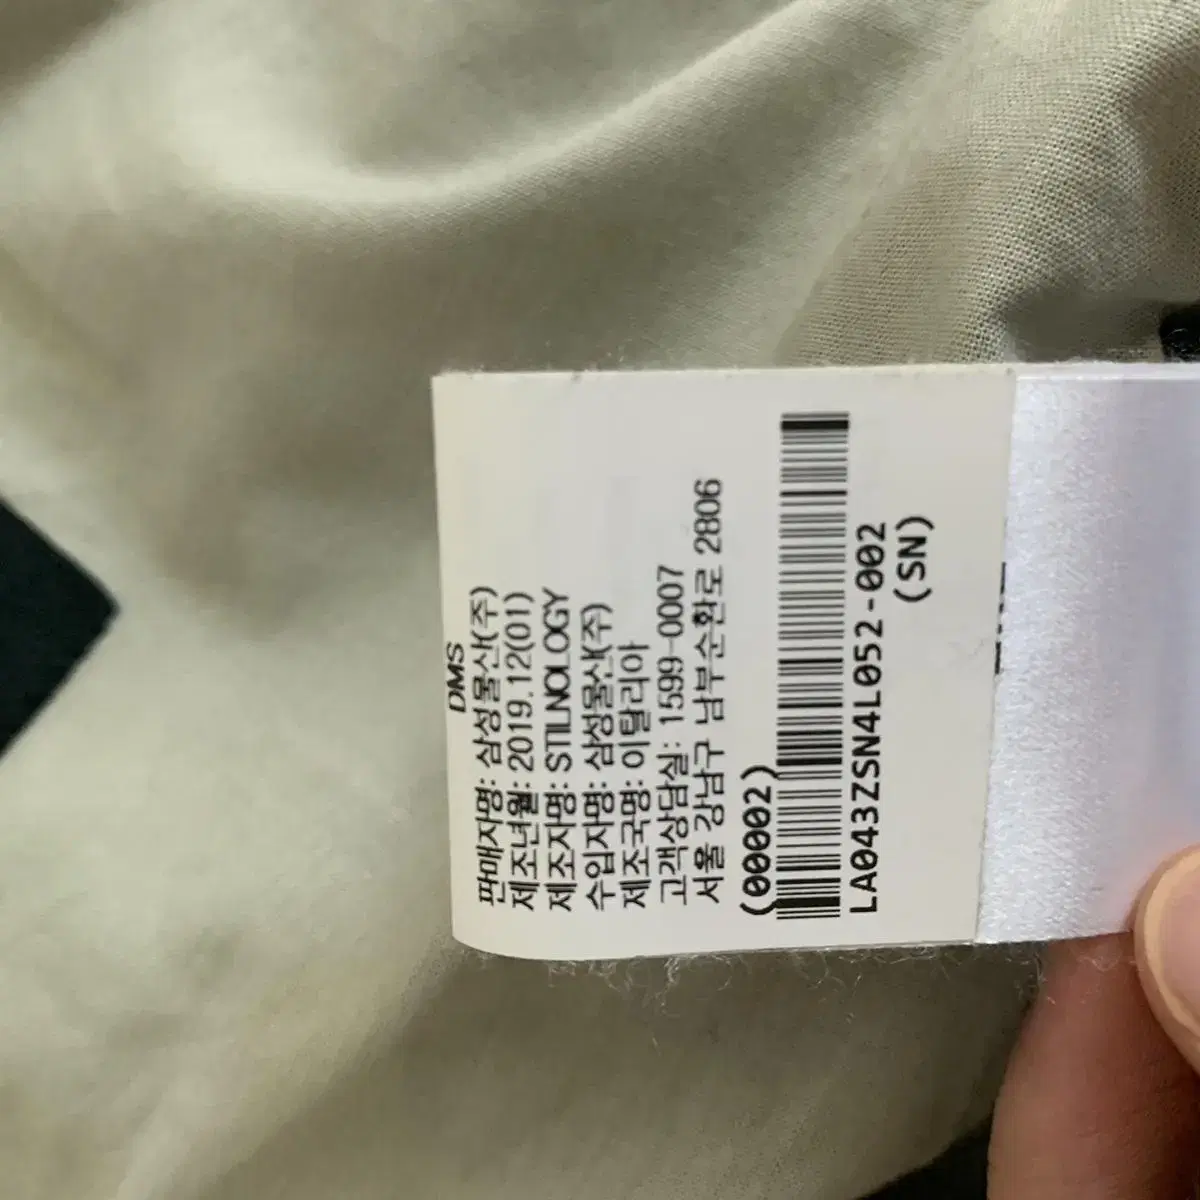 DMS
판매자명: 삼성물산(주)
제조년월: 2019.12(01)
제조자명: STILNOLOGY
수입자명: 삼성물산(주)
제조국명: 이탈리아
고객상담실: 1599-0007
서울 강남구 남부순환로 2806
(00002)
LA043ZSN4L052-002
(SN)